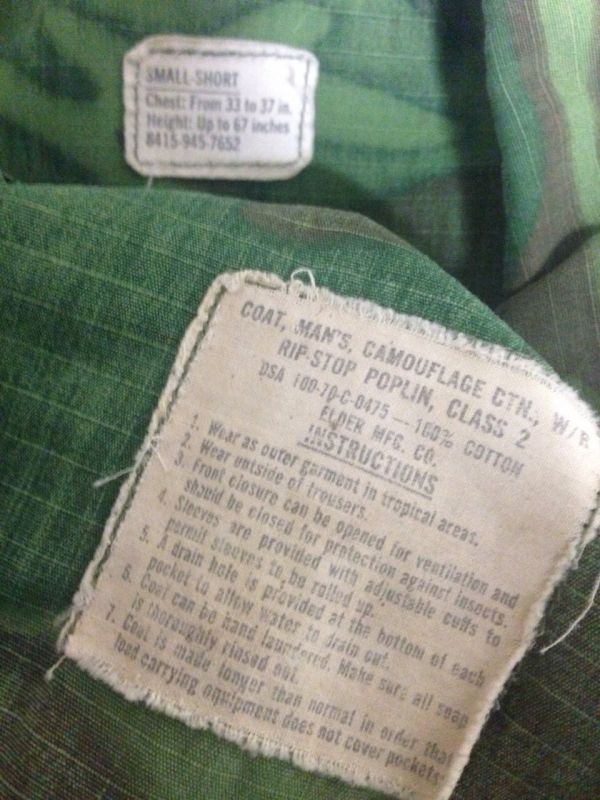 SMALL-SHORT
Chest: From 33 to 37 in.
Height: Up to 67 inches
8415-945-7652
COAT, MAN'S, CAMOUFLAGE CTN., W/R
RIP-STOP POPLIN, CLASS 2
DSA 100-70-C-0475 — 100% COTTON
ELDER MFG. CO.
INSTRUCTIONS
1. Wear as outer garment in tropical areas.
2. Wear outside of trousers.
3. Front closure can be opened for ventilation and
should be closed for protection against insects.
4. Sleeves are provided with adjustable cuffs to
permit sleeves to be rolled up.
5. A drain hole is provided at the bottom of each
pocket to allow water to drain out.
6. Coat can be hand laundered. Make sure all soap
is thoroughly rinsed out.
7. Coat is made longer than normal in order that
load carrying equipment does not cover pockets.